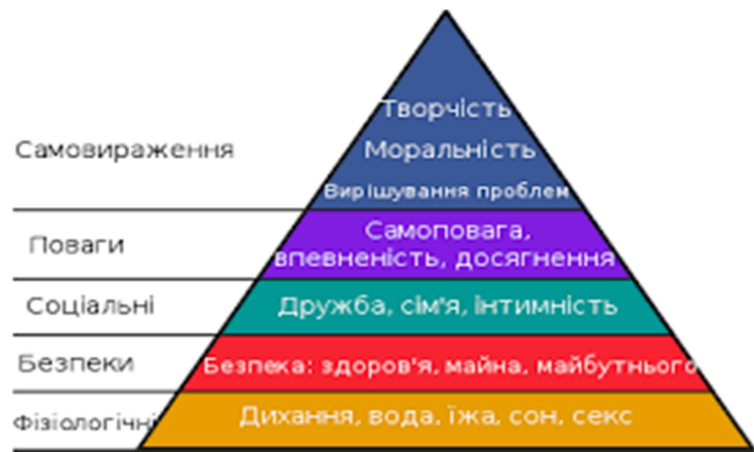 Творчість
Самовираження
Моральність
Вирішування проблем
Поваги
Самоповага,
впевненість, досягнення
Соціальні
Дружба, сім'я, інтимність
Безпеки
Безпека: здоров'я, майна, майбутнього
Фізіологічні
Дихання, вода, їжа, сон, секс